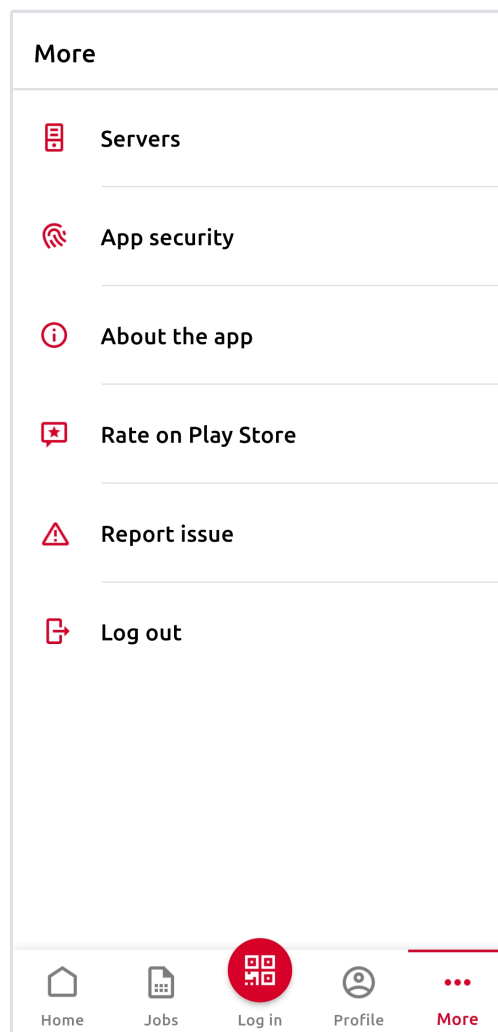 More
Servers
App security
About the app
Rate on Play Store
Report issue
Log out
Home
Jobs
Log in
Profile
More